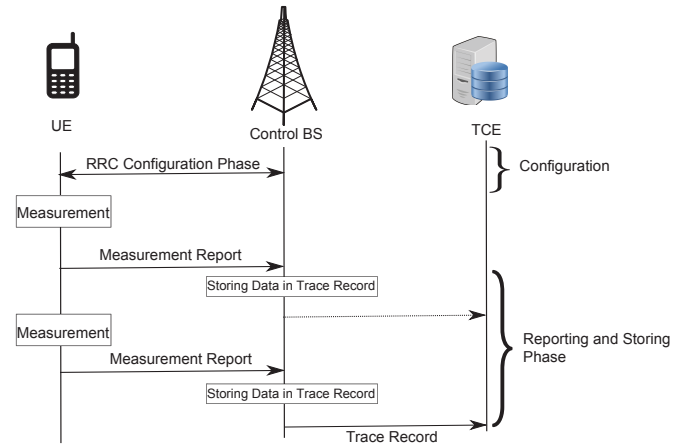 UE
Control BS
TCE
RRC Configuration Phase
Configuration
Measurement
Measurement Report
Storing Data in Trace Record
Measurement
Reporting and Storing
Phase
Measurement Report
Storing Data in Trace Record
Trace Record